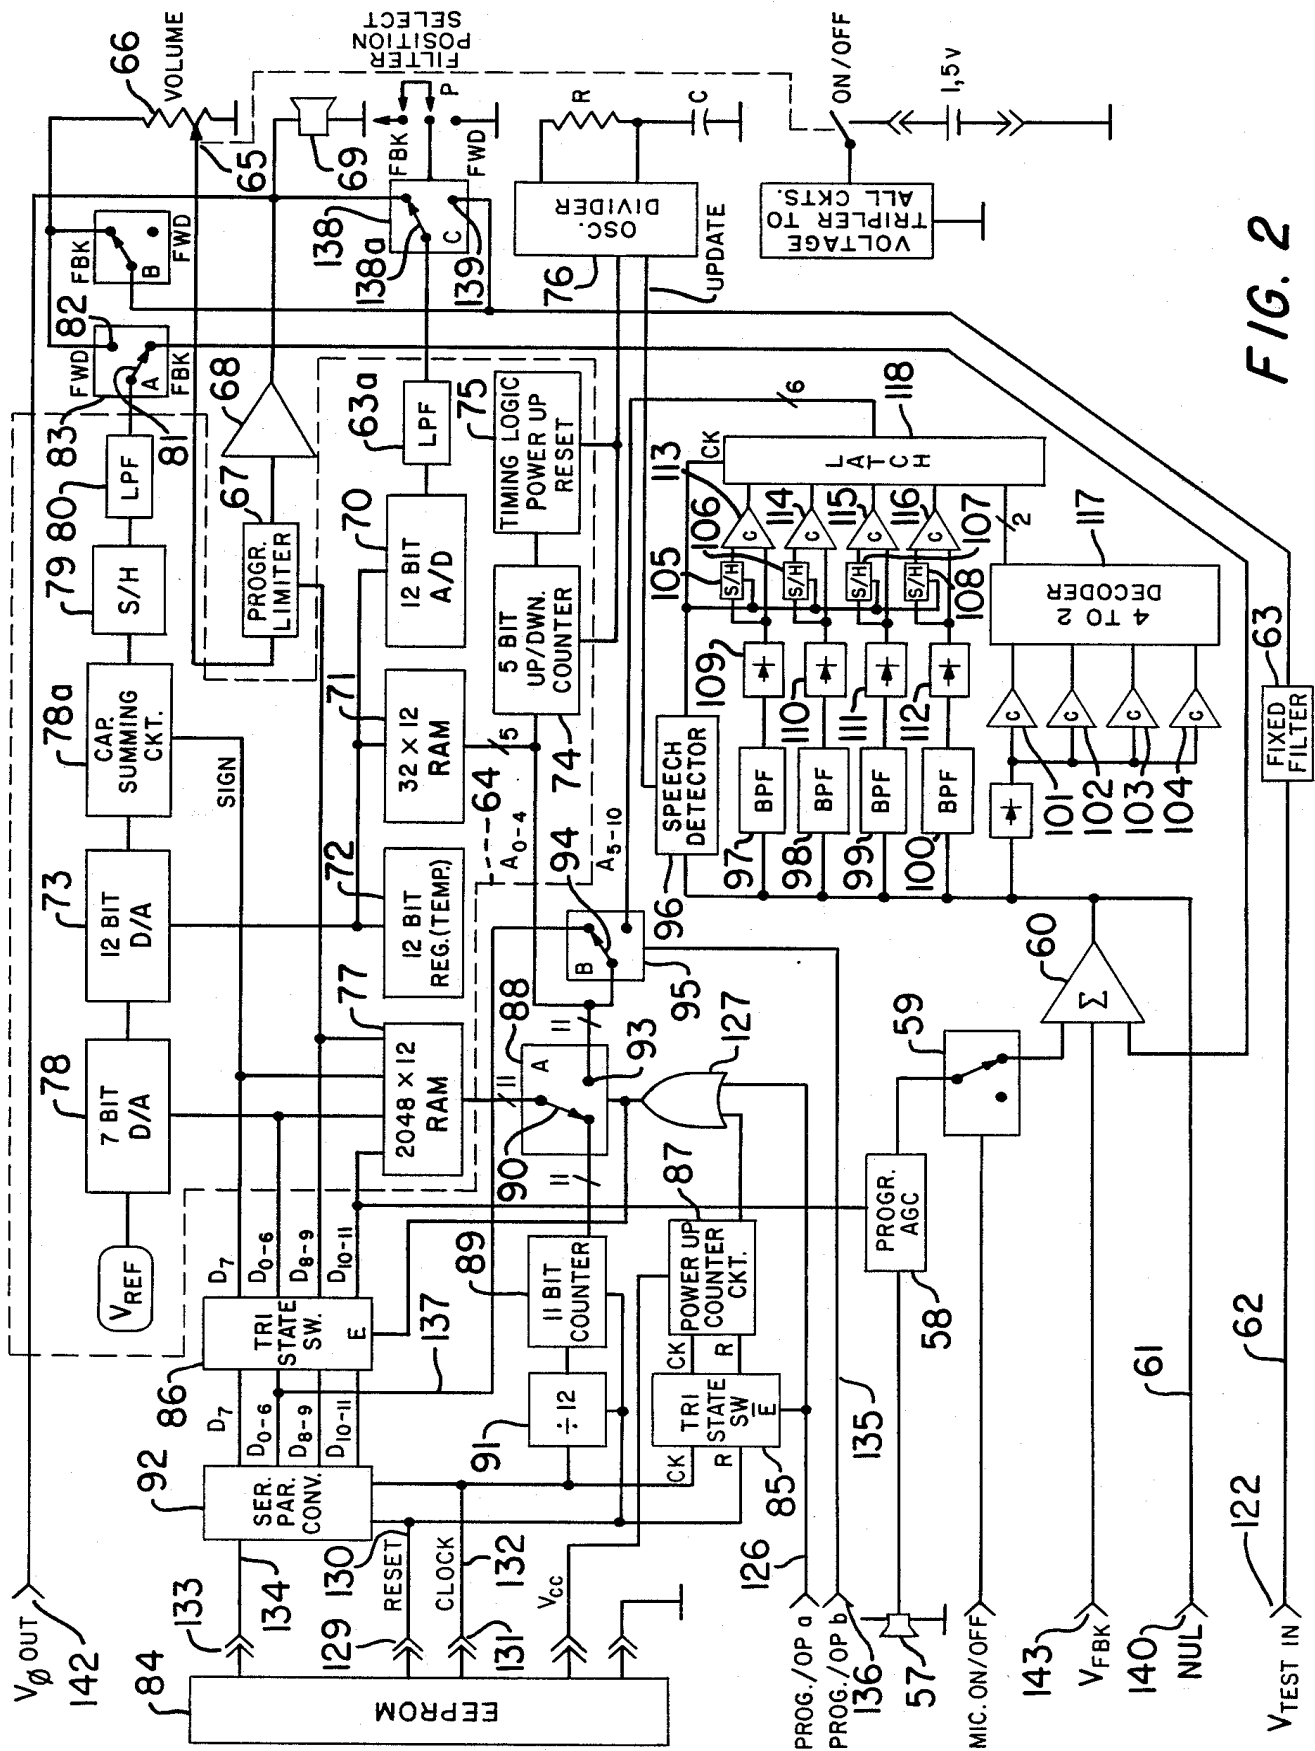 V∅ OUT
142
84
EEPROM
133
134
129
RESET
130
131
CLOCK
132
VCC
92
SER.
PAR.
CONV.
D7
D0-6
D8-9
D10-11
86
TRI
STATE
SW.
E
137
D7
D0-6
D8-9
D10-11
VREF
78
7 BIT
D/A
73
12 BIT
D/A
78a
CAP.
SUMMING
CKT.
SIGN
79
S/H
80
LPF
83
81
82
FWD
A
FBK
FBK
B
FWD
66
VOLUME
65
67
PROGR.
LIMITER
68
69
77
2048 × 12
RAM
72
12 BIT
REG.(TEMP.)
71
32 × 12
RAM
70
12 BIT
A/D
63a
LPF
138
138a
139
C
FBK
FWD
P
FILTER
POSITION
SELECT
64
A0-4
5
74
5 BIT
UP/DWN.
COUNTER
75
TIMING LOGIC
POWER UP
RESET
76
OSC.
DIVIDER
R
C
UPDATE
91
÷ 12
89
11 BIT
COUNTER
11
90
88
A
11
93
11
94
B
95
A5-10
6
85
TRI
STATE
SW
E
CK
R
CK
R
87
POWER UP
COUNTER
CKT.
127
96
SPEECH
DETECTOR
97
BPF
98
BPF
99
BPF
100
BPF
109
110
111
112
105
S/H
106
S/H
S/H
107
S/H
108
113
C
114
C
115
C
116
C
CK
118
LATCH
2
101
C
102
C
103
C
104
C
117
4 TO 2
DECODER
VOLTAGE
TRIPLER TO
ALL CKTS.
ON/OFF
1,5V
PROG./OP a
126
PROG./OP b
136
135
57
58
PROGR.
AGC
59
MIC. ON/OFF
60
Σ
143
VFBK
140
NUL
61
122
VTEST IN
62
63
FIXED
FILTER
FIG. 2